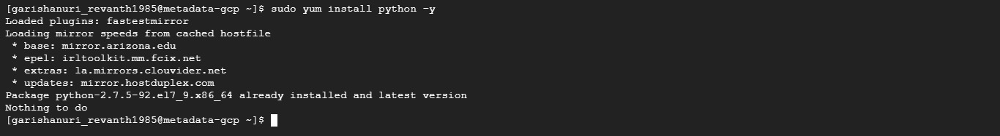 [garishanuri_revanth1985@metadata-gcp ~]$ sudo yum install python -y
Loaded plugins: fastestmirror
Loading mirror speeds from cached hostfile
 * base: mirror.arizona.edu
 * epel: irltoolkit.mm.fcix.net
 * extras: la.mirrors.clouvider.net
 * updates: mirror.hostduplex.com
Package python-2.7.5-92.el7_9.x86_64 already installed and latest version
Nothing to do
[garishanuri_revanth1985@metadata-gcp ~]$